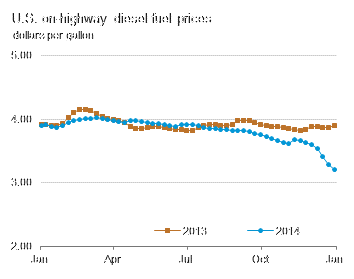 U.S. on-highway diesel fuel prices
dollars per gallon
5.00
4.00
3.00
2.00
2013 2014
Jan Apr Jul Oct Jan